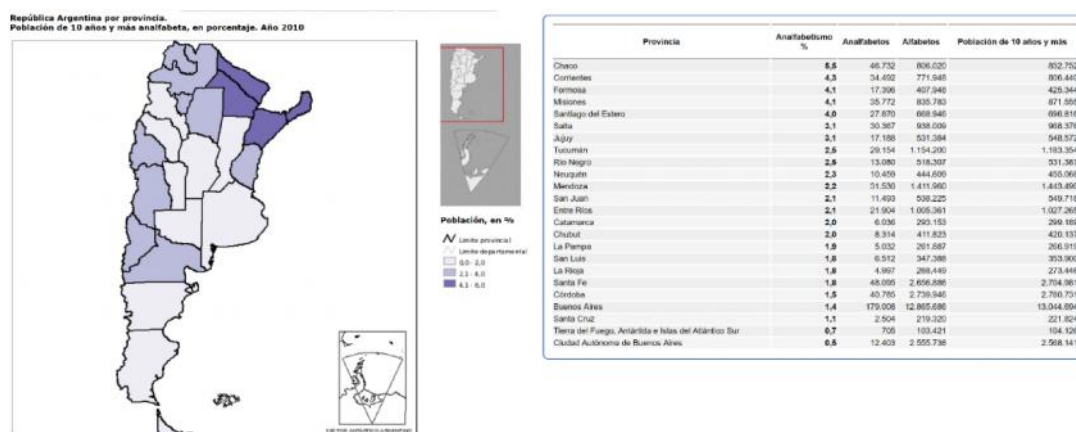 República Argentina por provincia.
Población de 10 años y más analfabeta, en porcentaje. Año 2010
Población, en %
Límite provincial
Límite departamental
0,0 - 2,0
2,1 - 4,0
4,1 - 6,0
SECTOR ANTÁRTICO ARGENTINO
Provincia Analfabetismo % Analfabetos Alfabetos Población de 10 años y más
Chaco 5,5 46.732 806.020 852.752
Corrientes 4,3 34.492 771.948 806.440
Formosa 4,1 17.396 407.948 425.344
Misiones 4,1 35.772 835.783 871.555
Santiago del Estero 4,0 27.870 668.946 696.816
Salta 3,1 30.367 938.009 968.376
Jujuy 3,1 17.188 531.384 548.572
Tucumán 2,5 29.154 1.154.200 1.183.354
Río Negro 2,5 13.080 518.307 531.387
Neuquén 2,3 10.459 444.609 455.068
Mendoza 2,2 31.530 1.411.960 1.443.490
San Juan 2,1 11.493 538.225 549.718
Entre Ríos 2,1 21.904 1.005.361 1.027.265
Catamarca 2,0 6.036 293.153 299.189
Chubut 2,0 8.314 411.823 420.137
La Pampa 1,9 5.032 261.887 266.919
San Luis 1,8 6.512 347.388 353.900
La Rioja 1,8 4.997 268.449 273.446
Santa Fe 1,8 48.095 2.656.886 2.704.981
Córdoba 1,5 40.785 2.739.946 2.780.731
Buenos Aires 1,4 179.008 12.865.686 13.044.694
Santa Cruz 1,1 2.504 219.320 221.824
Tierra del Fuego, Antártida e Islas del Atlántico Sur 0,7 705 103.421 104.126
Ciudad Autónoma de Buenos Aires 0,5 12.403 2.555.738 2.568.141